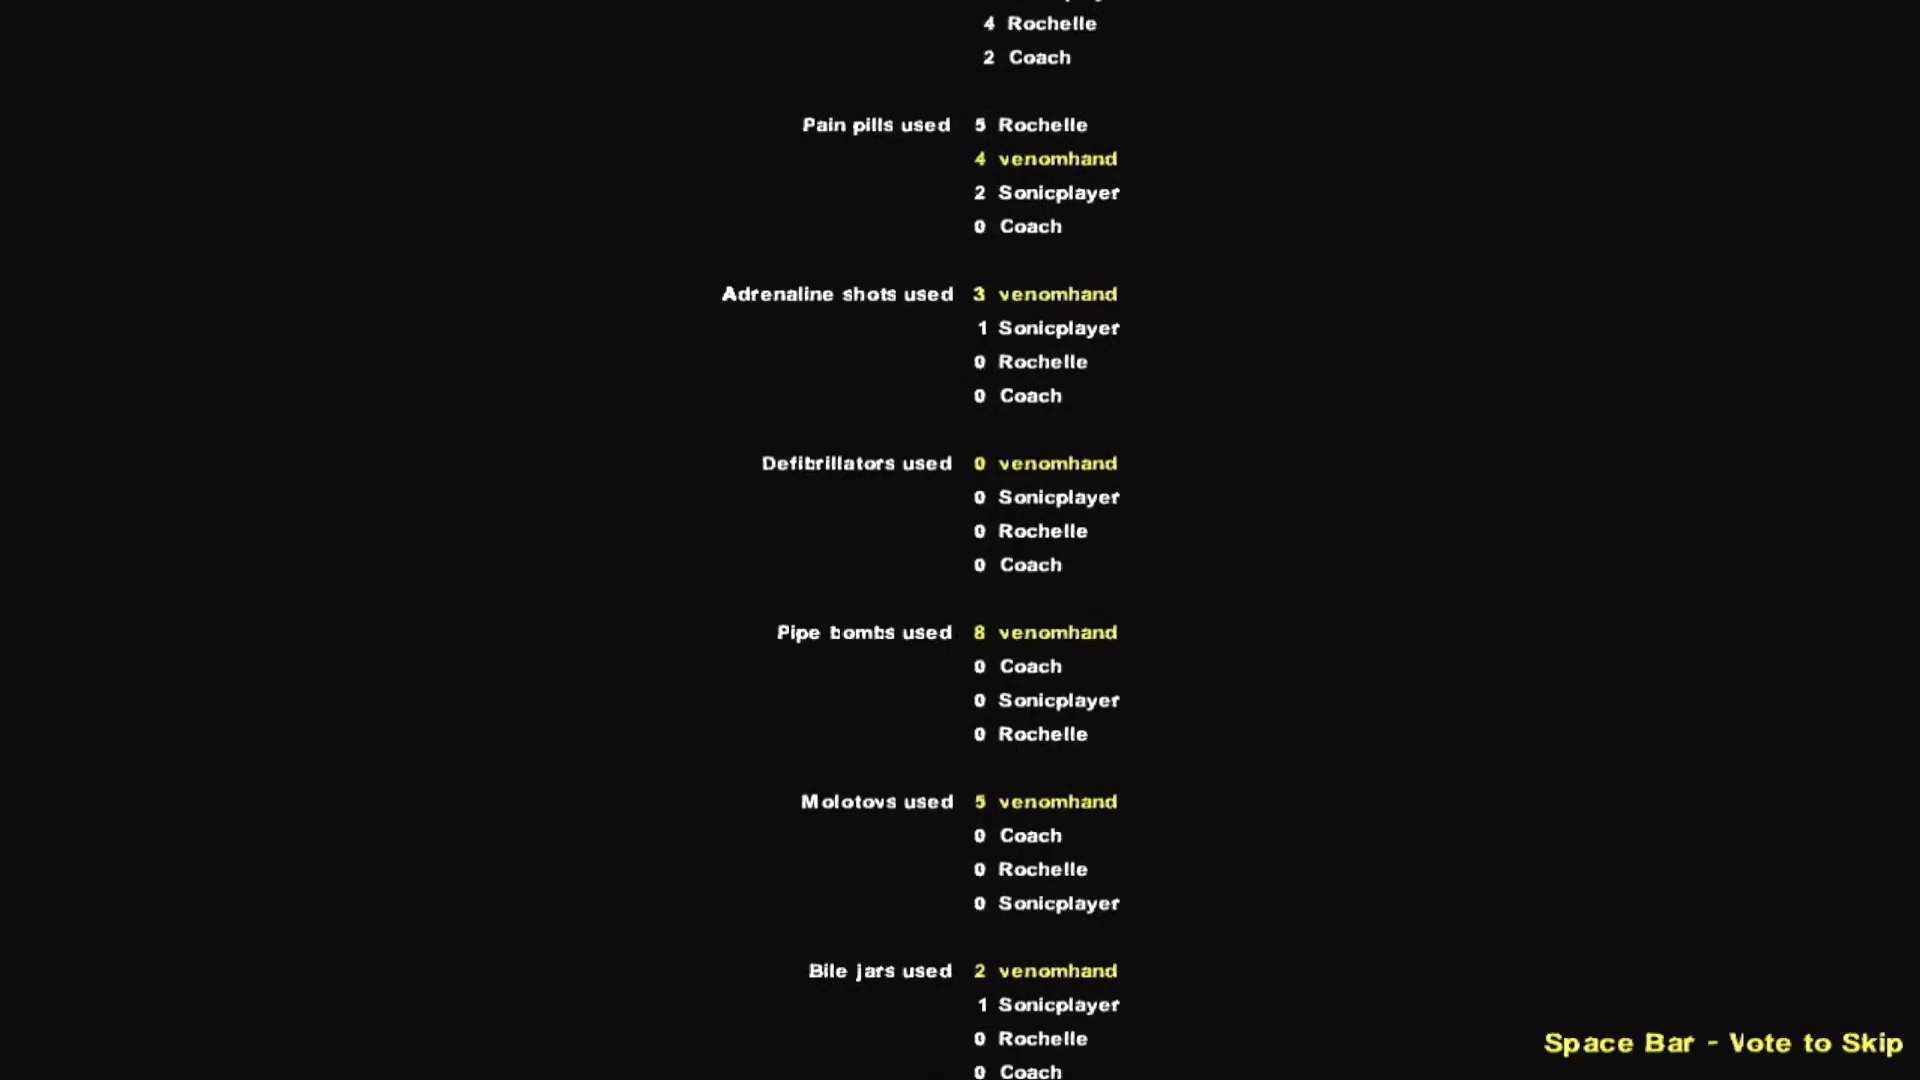 4 Rochelle
2 Coach
Pain pills used 5 Rochelle
4 venomhand
2 Sonicplayer
0 Coach
Adrenaline shots used 3 venomhand
1 Sonicplayer
0 Rochelle
0 Coach
Defibrillators used 0 venomhand
0 Sonicplayer
0 Rochelle
0 Coach
Pipe bombs used 8 venomhand
0 Coach
0 Sonicplayer
0 Rochelle
Molotovs used 5 venomhand
0 Coach
0 Rochelle
0 Sonicplayer
Bile jars used 2 venomhand
1 Sonicplayer
0 Rochelle
0 Coach
Space Bar - Vote to Skip